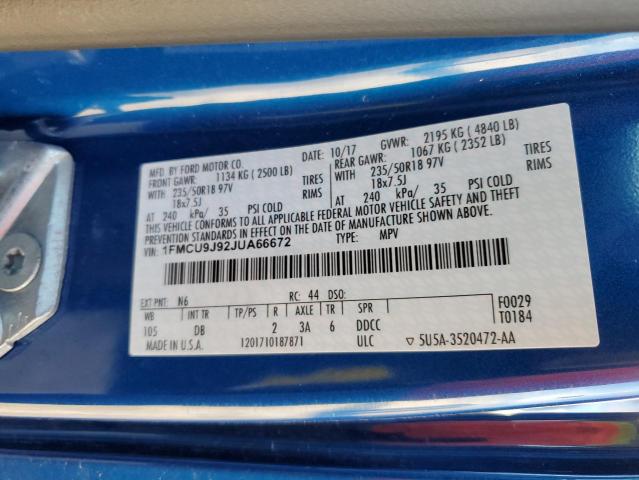 MFD. BY FORD MOTOR CO.
DATE: 10/17 GVWR: 2195 KG ( 4840 LB)
FRONT GAWR: 1134 KG ( 2500 LB)
REAR GAWR: 1067 KG ( 2352 LB)
WITH 235/50R18 97V TIRES
WITH 235/50R18 97V TIRES
18x7.5J RIMS
18x7.5J RIMS
AT 240 kPa/ 35 PSI COLD
AT 240 kPa/ 35 PSI COLD
THIS VEHICLE CONFORMS TO ALL APPLICABLE FEDERAL MOTOR VEHICLE SAFETY AND THEFT
PREVENTION STANDARDS IN EFFECT ON THE DATE OF MANUFACTURE SHOWN ABOVE.
VIN: 1FMCU9J92JUA66672 TYPE: MPV
EXT PNT: N6 RC: 44 DSO: F0029
WB INT TR TP/PS R AXLE TR SPR T0184
105 DB 2 3A 6 DDCC
MADE IN U.S.A. 1201710187871 ULC ▽ 5U5A-3520472-AA